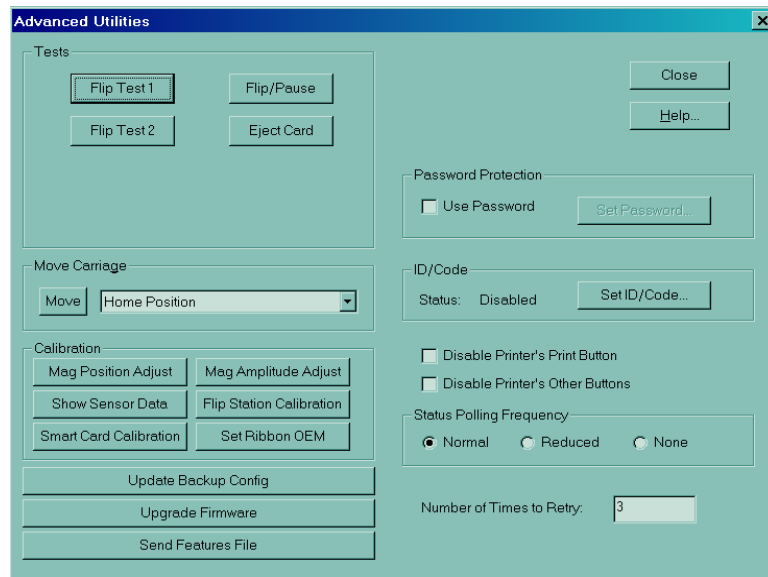 Advanced Utilities
Tests
Flip Test 1
Flip/Pause
Flip Test 2
Eject Card
Close
Help...
Password Protection
Use Password
Set Password...
Move Carriage
Move
Home Position
ID/Code
Status: Disabled
Set ID/Code...
Calibration
Mag Position Adjust
Mag Amplitude Adjust
Show Sensor Data
Flip Station Calibration
Smart Card Calibration
Set Ribbon OEM
Disable Printer's Print Button
Disable Printer's Other Buttons
Status Polling Frequency
Normal
Reduced
None
Update Backup Config
Upgrade Firmware
Send Features File
Number of Times to Retry: 3